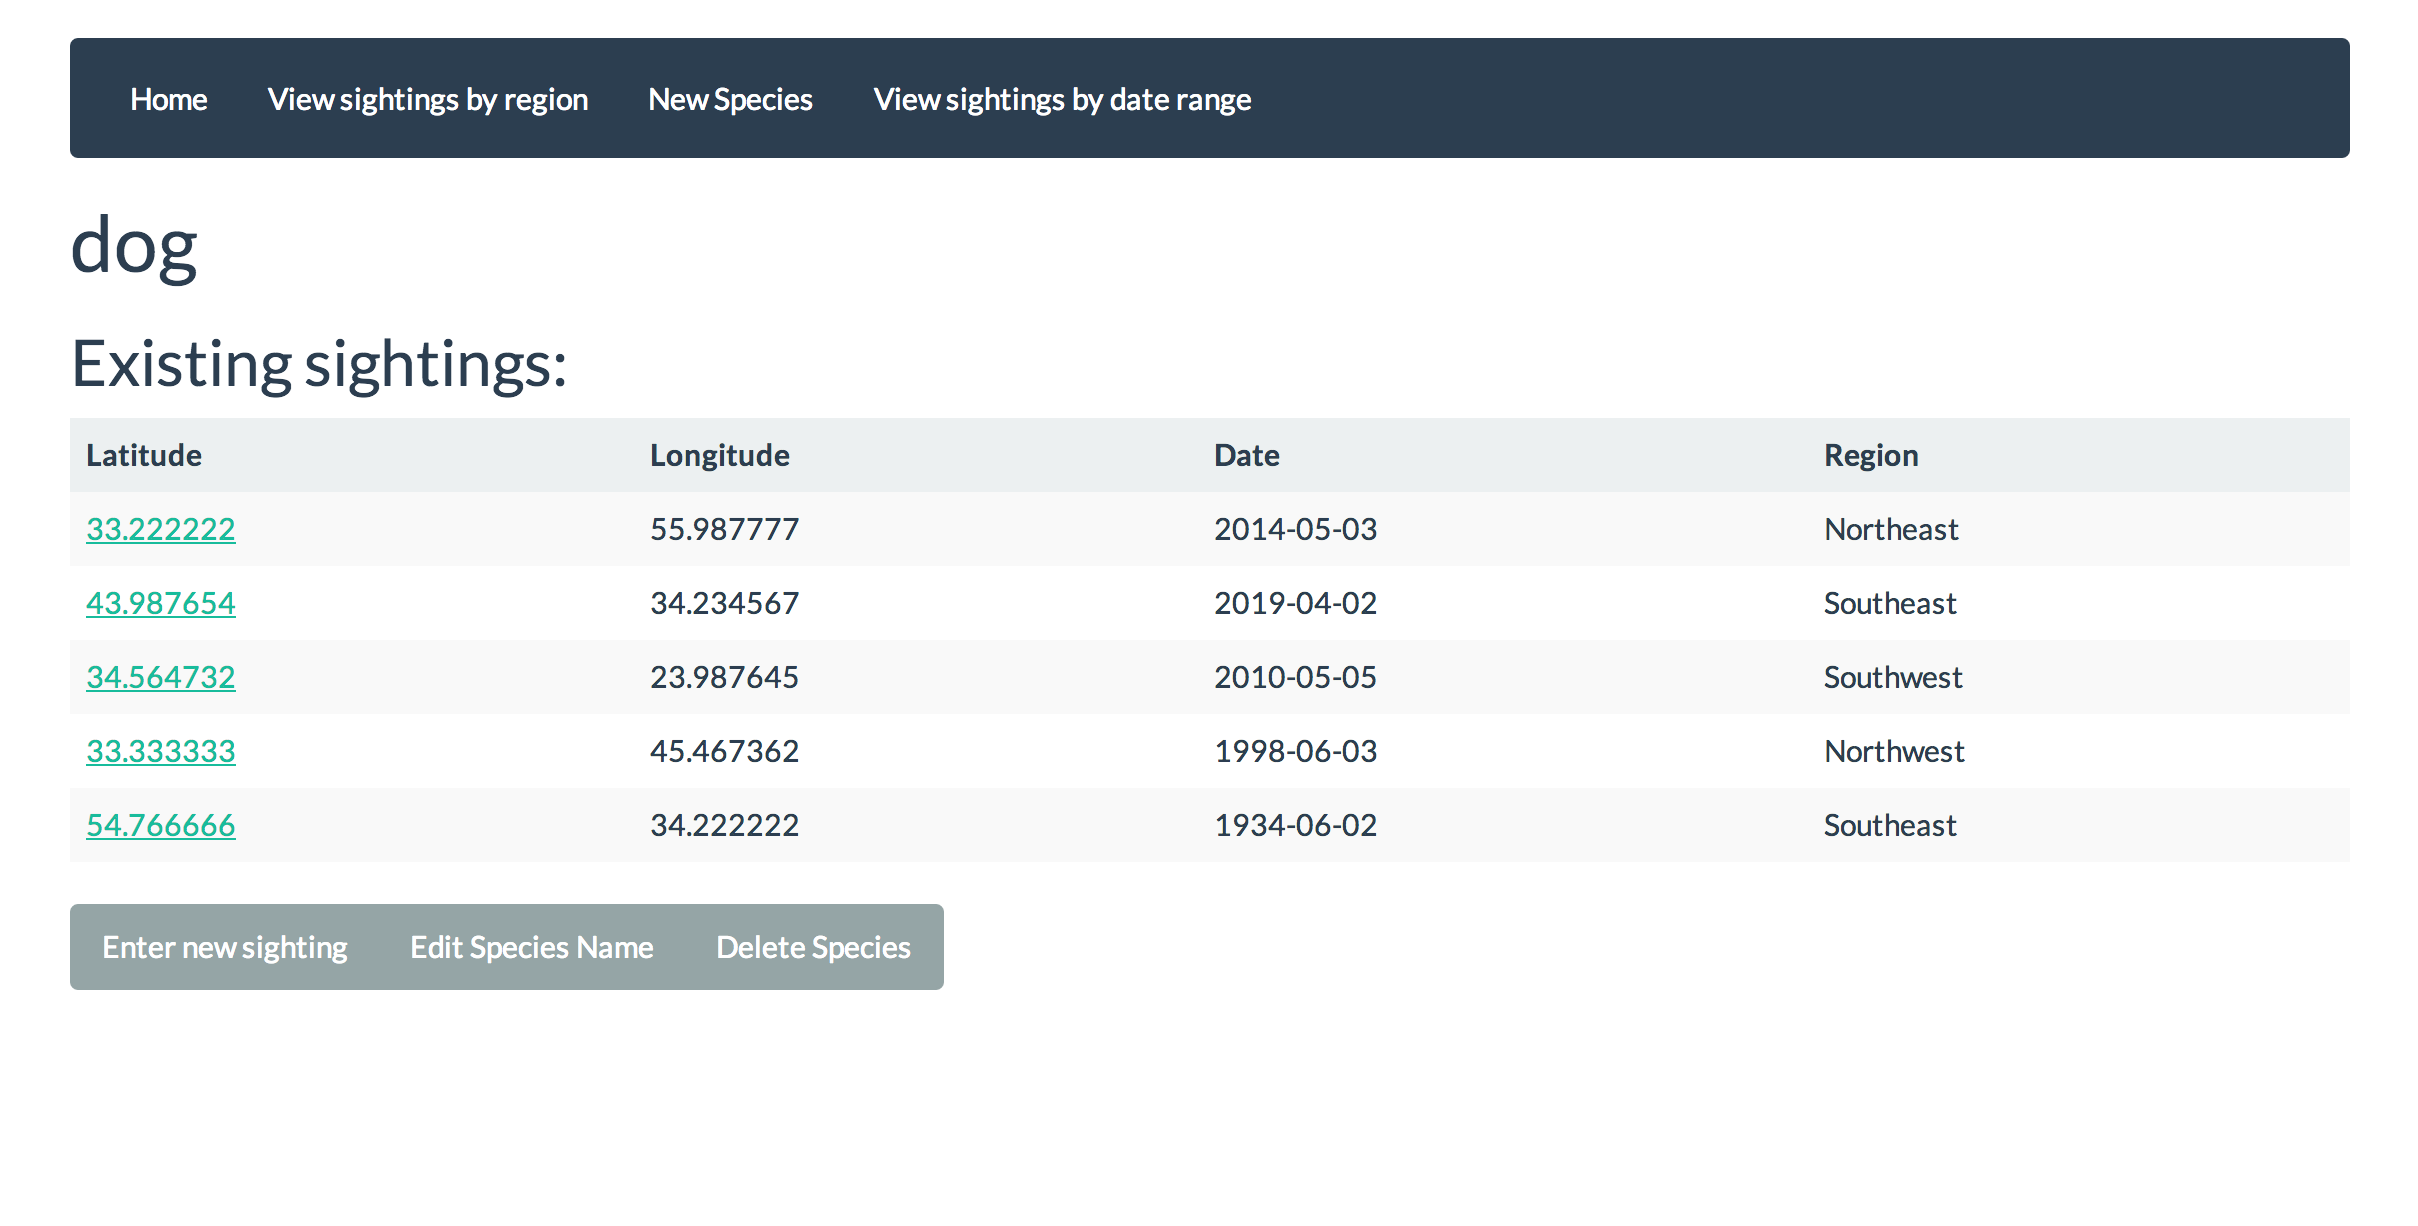 Home View sightings by region New Species View sightings by date range
dog
Existing sightings:
Latitude Longitude Date Region
33.222222 55.987777 2014-05-03 Northeast
43.987654 34.234567 2019-04-02 Southeast
34.564732 23.987645 2010-05-05 Southwest
33.333333 45.467362 1998-06-03 Northwest
54.766666 34.222222 1934-06-02 Southeast
Enter new sighting Edit Species Name Delete Species